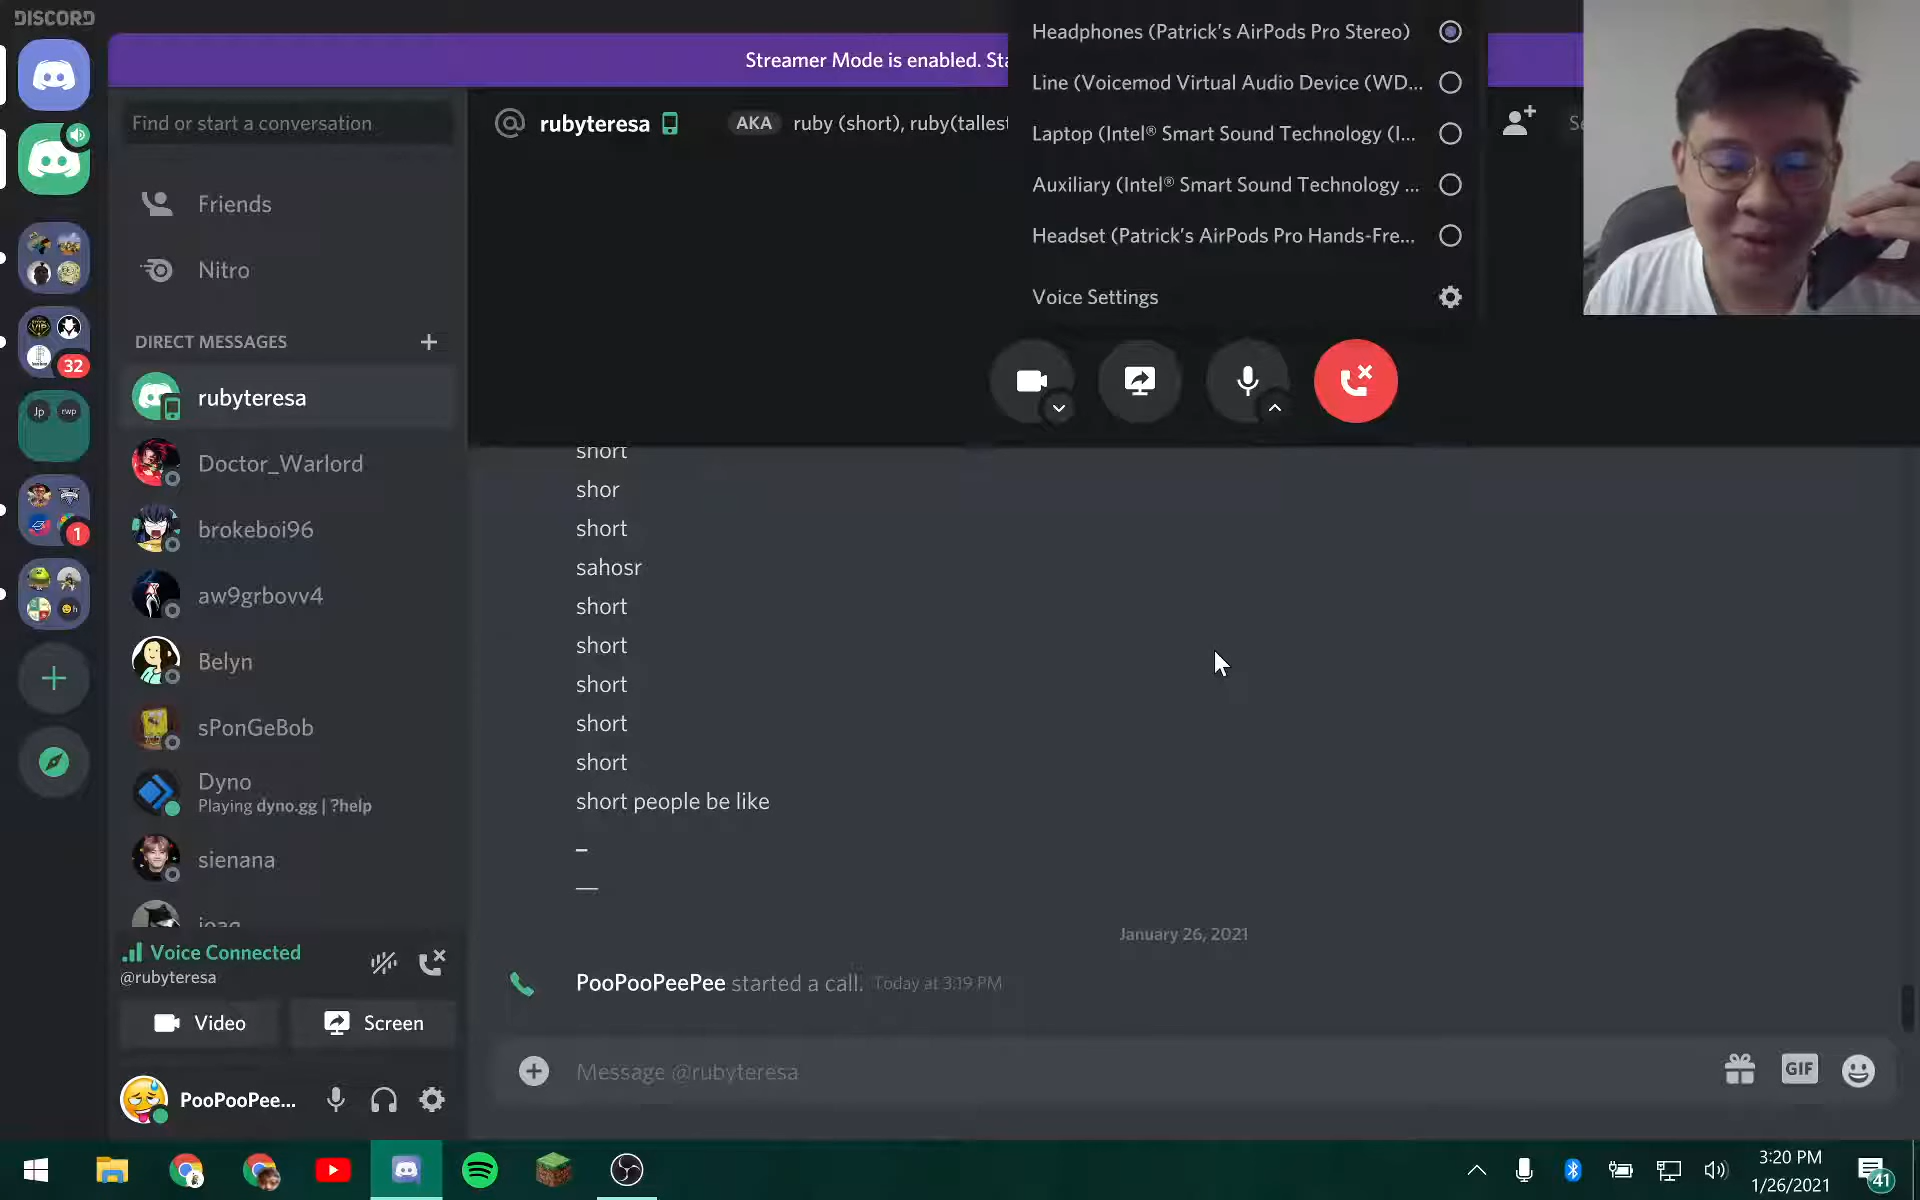 DISCORD
Streamer Mode is enabled. Sta
Find or start a conversation
Friends
Nitro
DIRECT MESSAGES
rubyteresa
Doctor_Warlord
brokeboi96
aw9grbovv4
Belyn
sPonGeBob
Dyno
Playing dyno.gg | ?help
sienana
joaq
32
Jp
rwp
1
Voice Connected
@rubyteresa
Video
Screen
PooPooPee...
rubyteresa
AKA ruby (short), ruby(tallest
Headphones (Patrick's AirPods Pro Stereo)
Line (Voicemod Virtual Audio Device (WD...
Laptop (Intel® Smart Sound Technology (I...
Auxiliary (Intel® Smart Sound Technology ...
Headset (Patrick's AirPods Pro Hands-Fre...
Voice Settings
Se
short
shor
short
sahosr
short
short
short
short
short
short people be like
_
__
January 26, 2021
PooPooPeePee started a call. Today at 3:19 PM
Message @rubyteresa
GIF
3:20 PM
1/26/2021
41